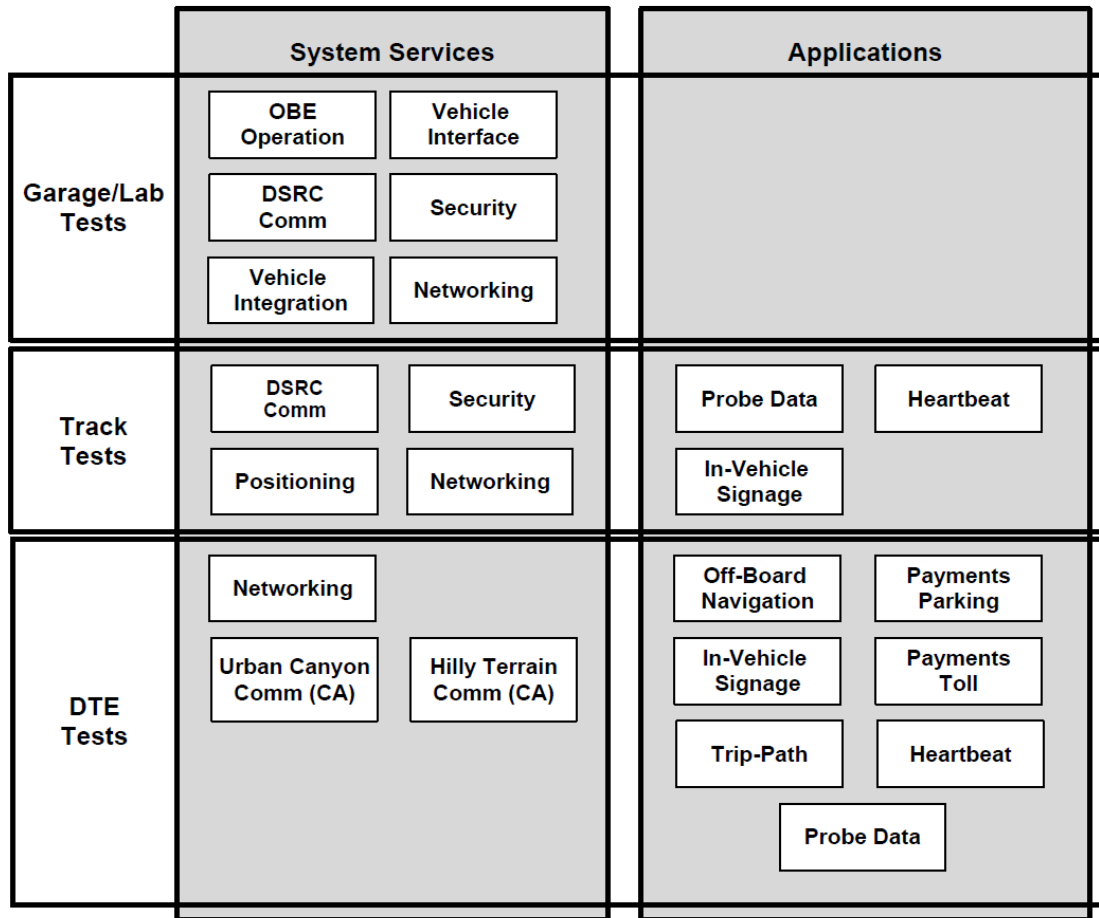 System Services
Applications
Garage/Lab
Tests
OBE
Operation
Vehicle
Interface
DSRC
Comm
Security
Vehicle
Integration
Networking
Track
Tests
DSRC
Comm
Security
Positioning
Networking
Probe Data
Heartbeat
In-Vehicle
Signage
DTE
Tests
Networking
Urban Canyon
Comm (CA)
Hilly Terrain
Comm (CA)
Off-Board
Navigation
Payments
Parking
In-Vehicle
Signage
Payments
Toll
Trip-Path
Heartbeat
Probe Data